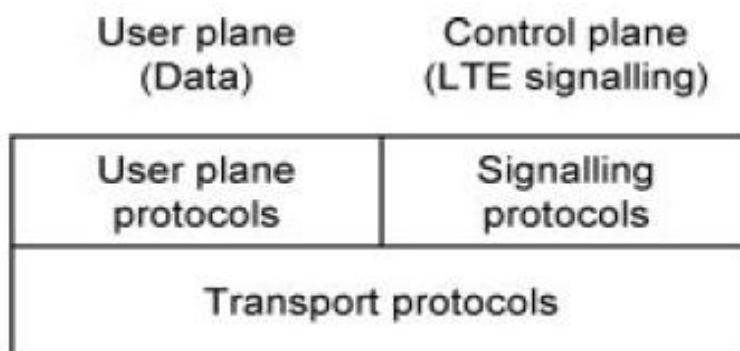 User plane
(Data)
Control plane
(LTE signalling)
User plane
protocols
Signalling
protocols
Transport protocols